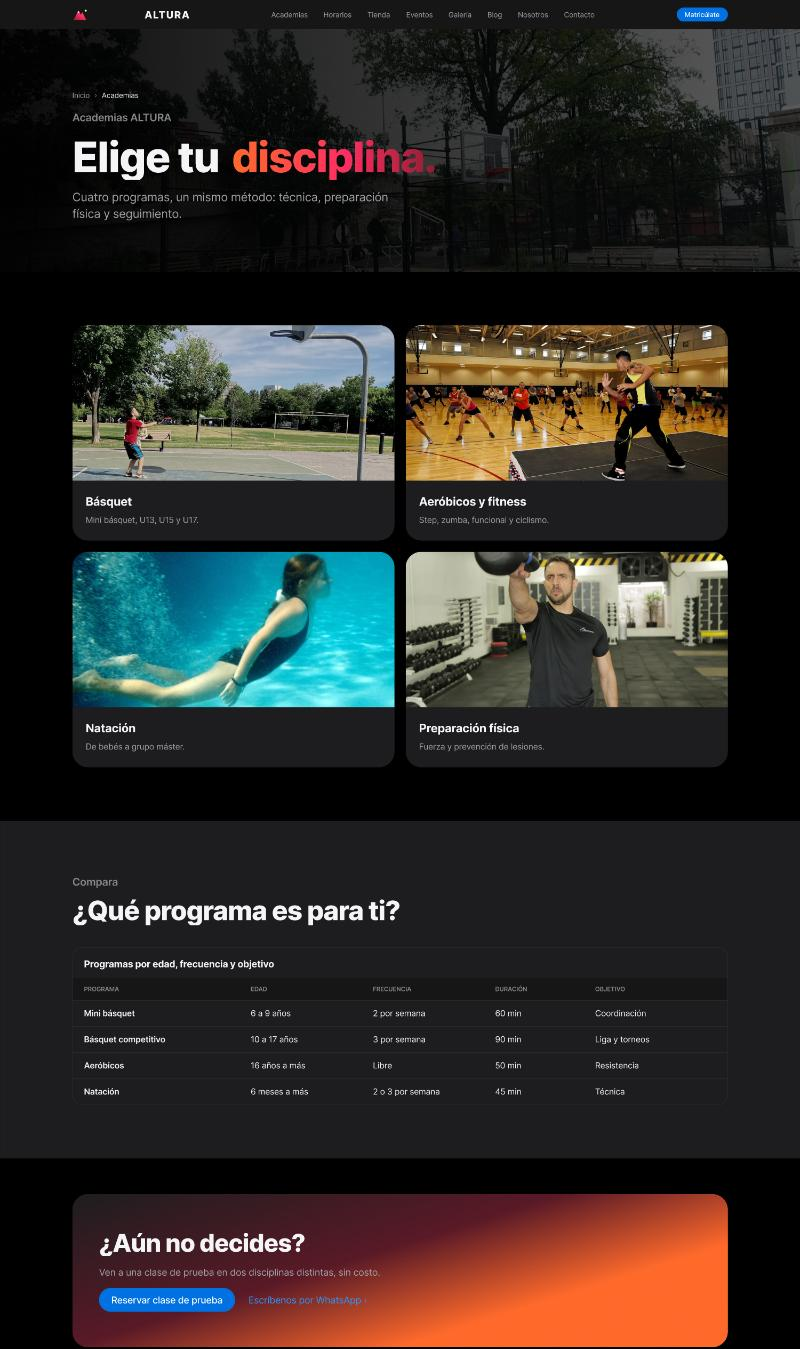 ALTURA
Academias Horarios Tienda Eventos Galería Blog Nosotros Contacto
Matricúlate
Inicio › Academias
Academias ALTURA
Elige tu disciplina.
Cuatro programas, un mismo método: técnica, preparación
física y seguimiento.
Básquet
Mini básquet, U13, U15 y U17.
Aeróbicos y fitness
Step, zumba, funcional y ciclismo.
Natación
De bebés a grupo máster.
Preparación física
Fuerza y prevención de lesiones.
Compara
¿Qué programa es para ti?
Programas por edad, frecuencia y objetivo
PROGRAMA EDAD FRECUENCIA DURACIÓN OBJETIVO
Mini básquet 6 a 9 años 2 por semana 60 min Coordinación
Básquet competitivo 10 a 17 años 3 por semana 90 min Liga y torneos
Aeróbicos 16 años a más Libre 50 min Resistencia
Natación 6 meses a más 2 o 3 por semana 45 min Técnica
¿Aún no decides?
Ven a una clase de prueba en dos disciplinas distintas, sin costo.
Reservar clase de prueba
Escríbenos por WhatsApp ›